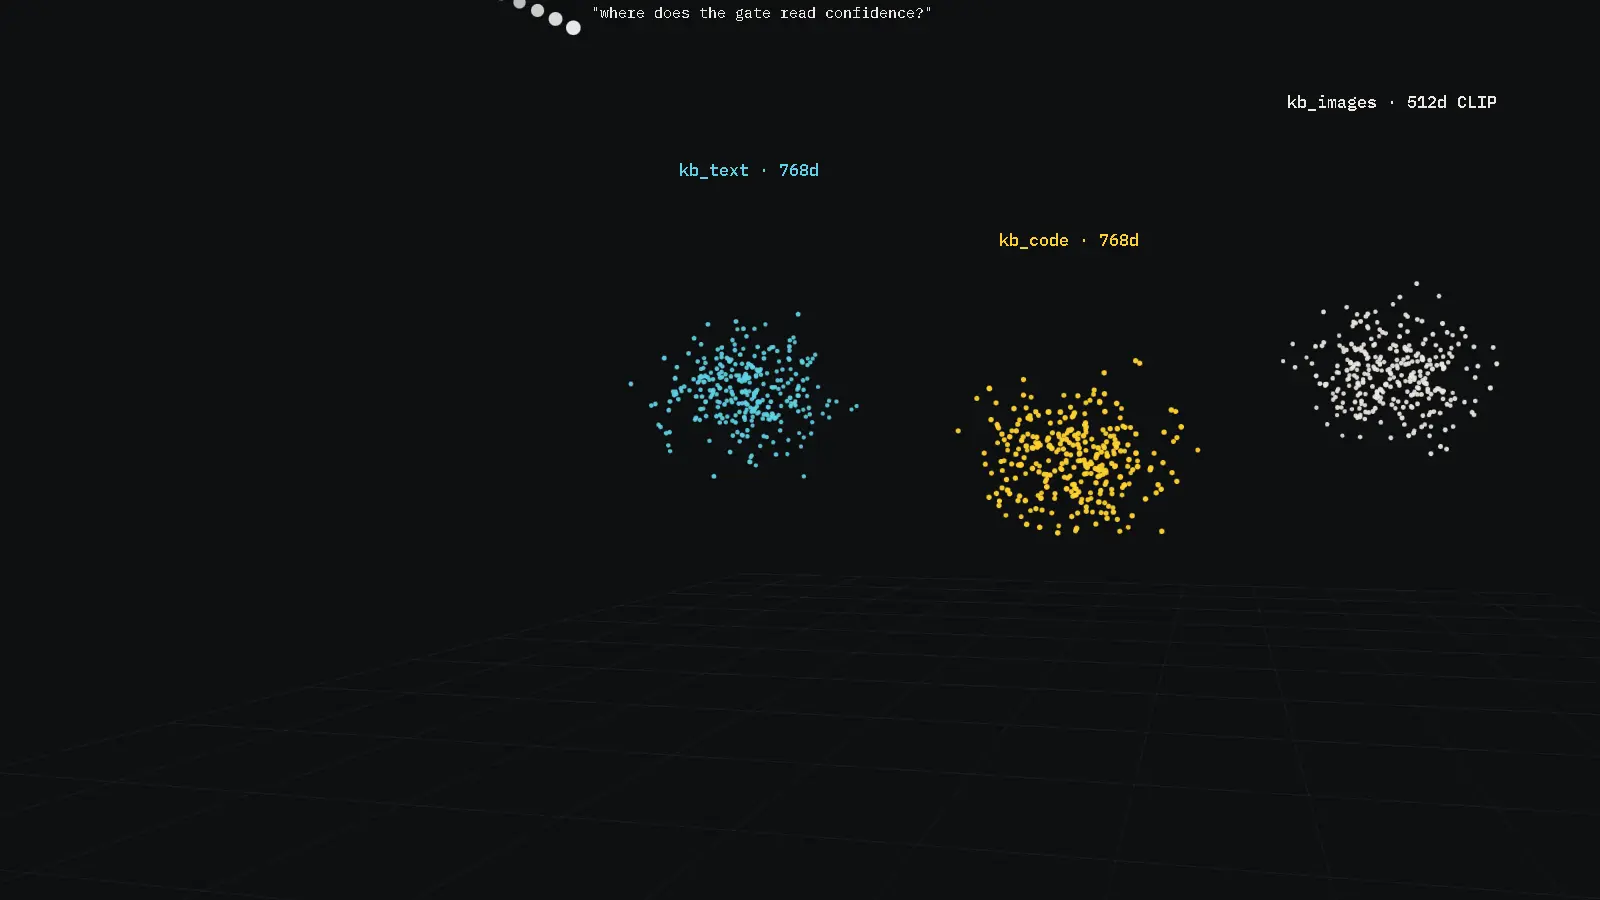 "where does the gate read confidence?"
kb_images · 512d CLIP
kb_text · 768d
kb_code · 768d